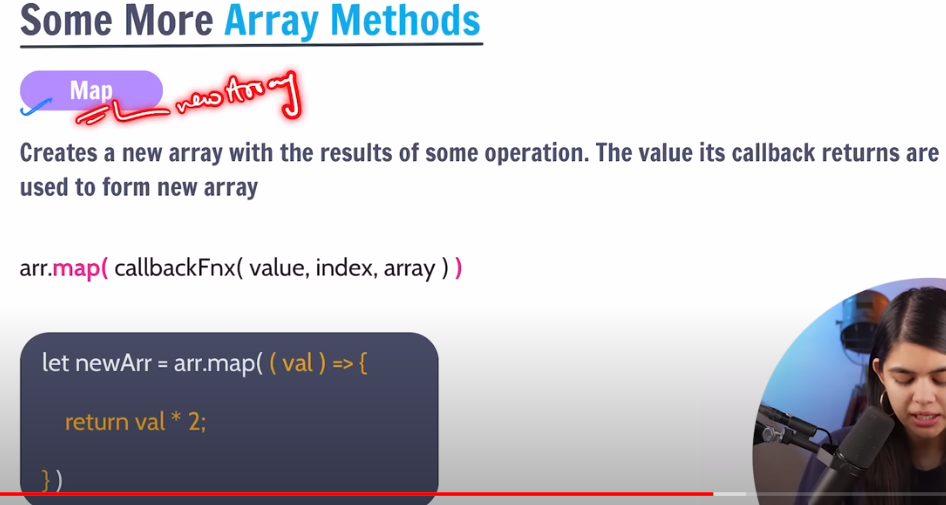 Some More Array Methods
Map
new Array
Creates a new array with the results of some operation. The value its callback returns are
used to form new array
arr.map( callbackFnx( value, index, array ) )
let newArr = arr.map( ( val ) => {
return val * 2;
} )